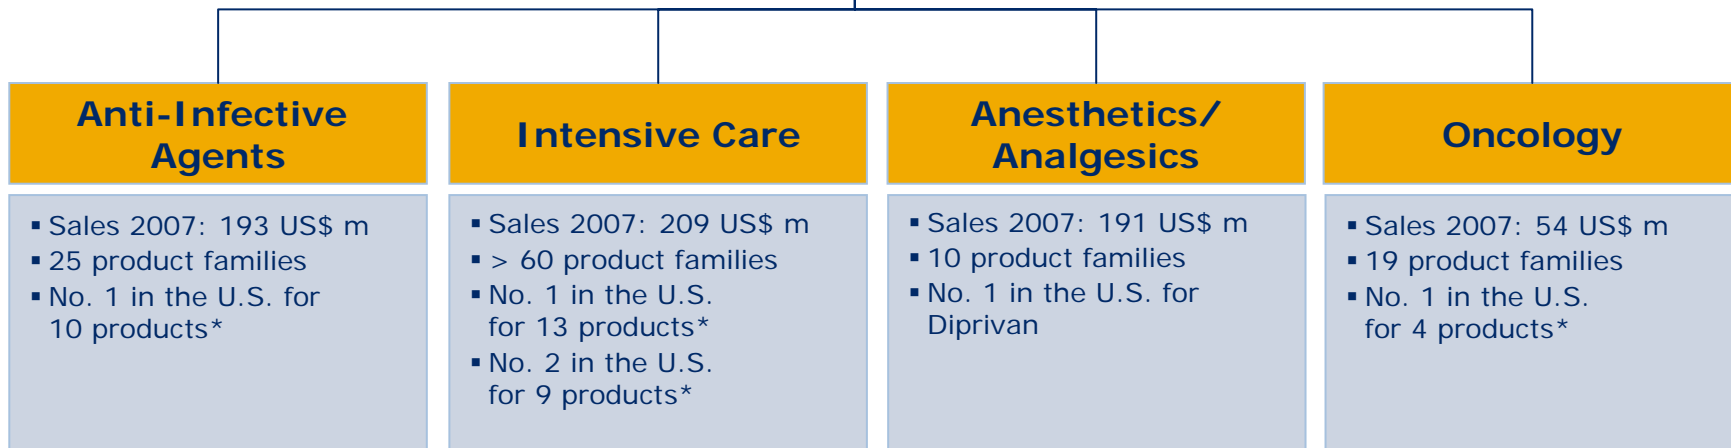 Anti-Infective
Agents
▪ Sales 2007: 193 US$ m
▪ 25 product families
▪ No. 1 in the U.S. for
10 products*
Intensive Care
▪ Sales 2007: 209 US$ m
▪ > 60 product families
▪ No. 1 in the U.S.
for 13 products*
▪ No. 2 in the U.S.
for 9 products*
Anesthetics/
Analgesics
▪ Sales 2007: 191 US$ m
▪ 10 product families
▪ No. 1 in the U.S. for
Diprivan
Oncology
▪ Sales 2007: 54 US$ m
▪ 19 product families
▪ No. 1 in the U.S.
for 4 products*